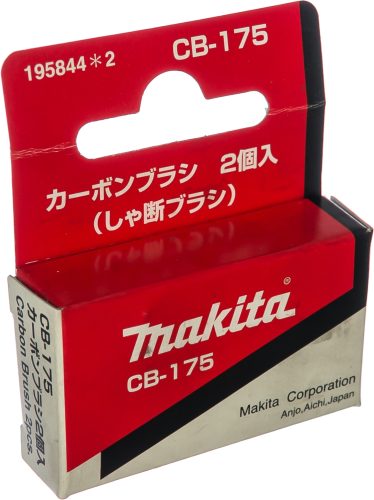 195844*2
CB-175
カーボンブラシ 2個入
(しゃ断ブラシ)
makita®
CB-175
Makita Corporation
Anjo,Aichi,Japan
CB-175
カーボンブラシ2個入
Carbon Brush 2pcs.